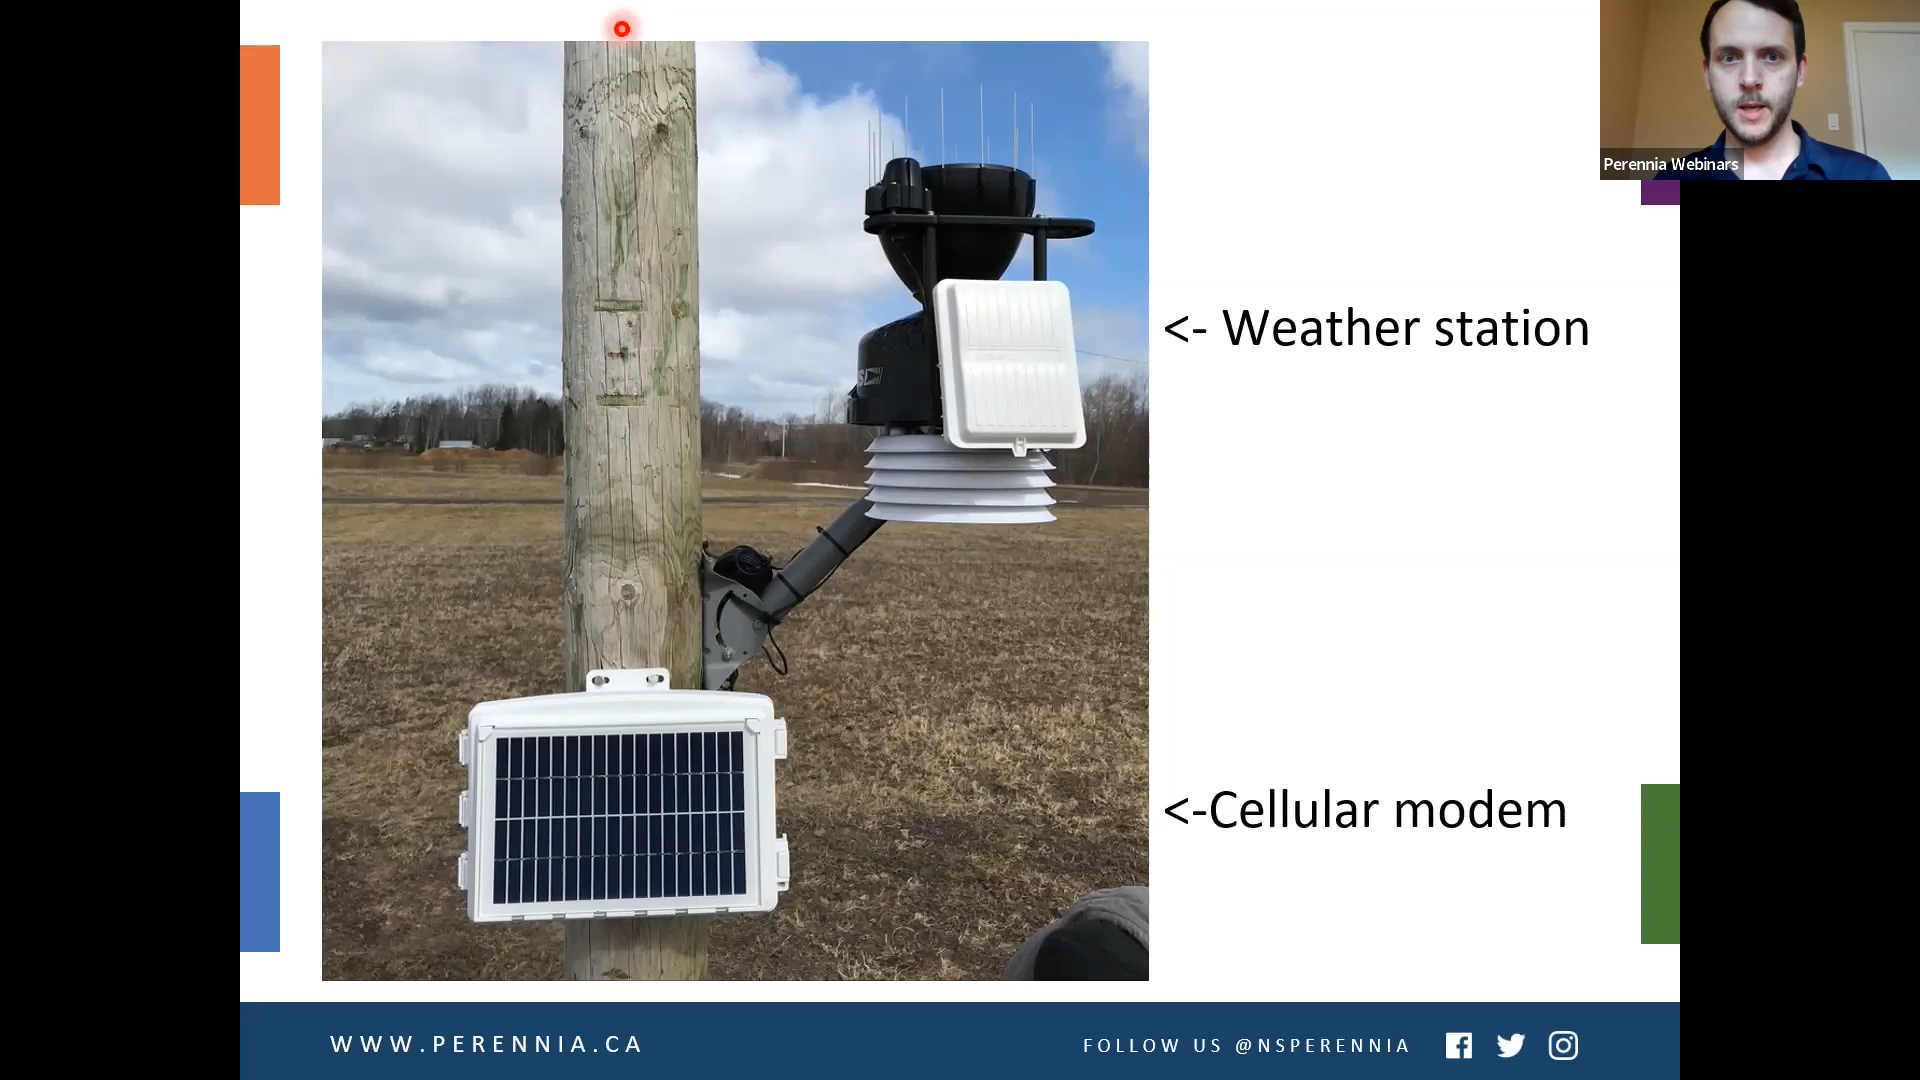 Perennia Webinars
<- Weather station
<-Cellular modem
WWW.PERENNIA.CA
FOLLOW US @NSPERENNIA